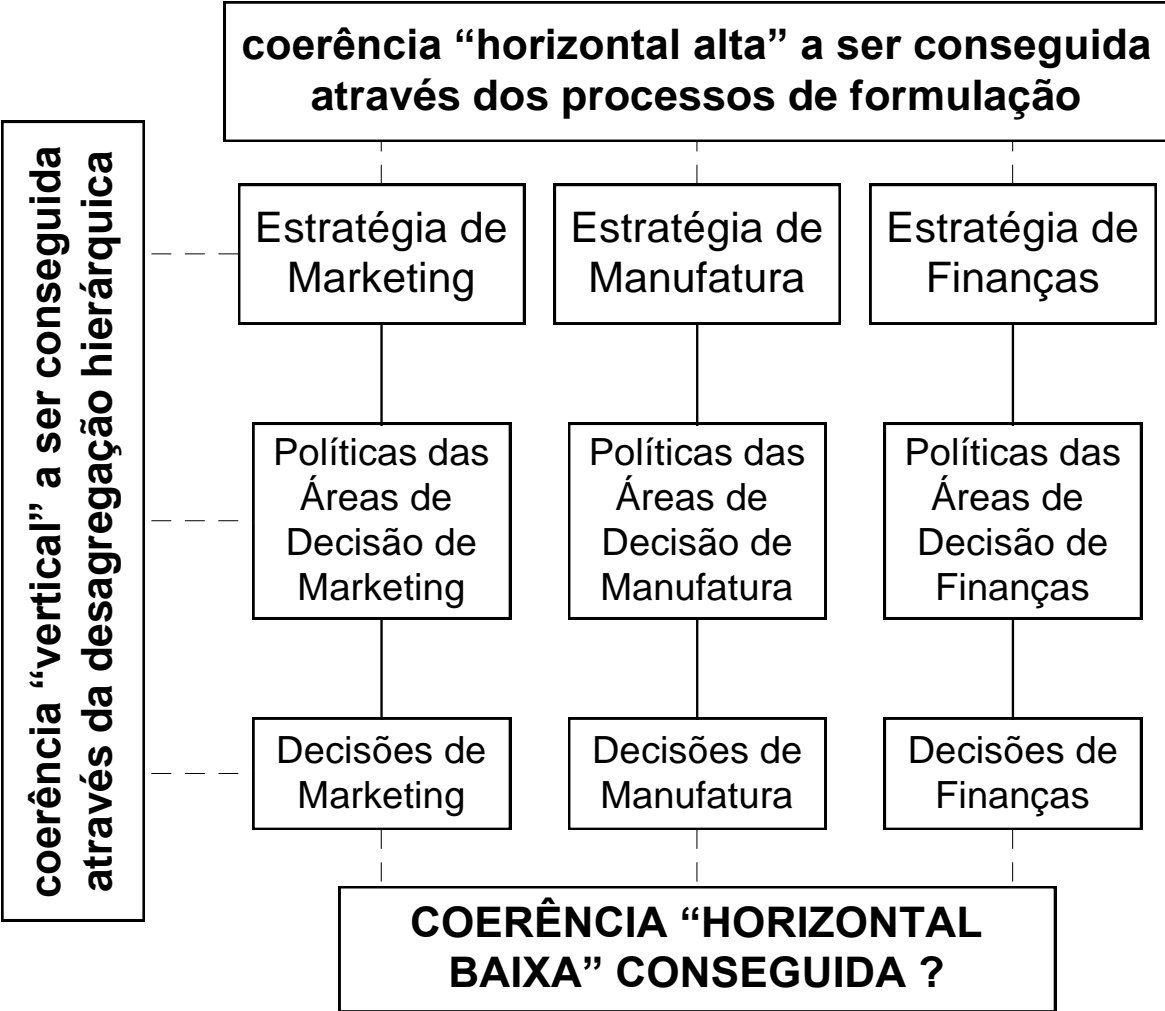 coerência “horizontal alta” a ser conseguida
através dos processos de formulação
coerência “vertical” a ser conseguida
através da desagregação hierárquica
Estratégia de
Marketing
Estratégia de
Manufatura
Estratégia de
Finanças
Políticas das
Áreas de
Decisão de
Marketing
Políticas das
Áreas de
Decisão de
Manufatura
Políticas das
Áreas de
Decisão de
Finanças
Decisões de
Marketing
Decisões de
Manufatura
Decisões de
Finanças
COERÊNCIA “HORIZONTAL
BAIXA” CONSEGUIDA ?